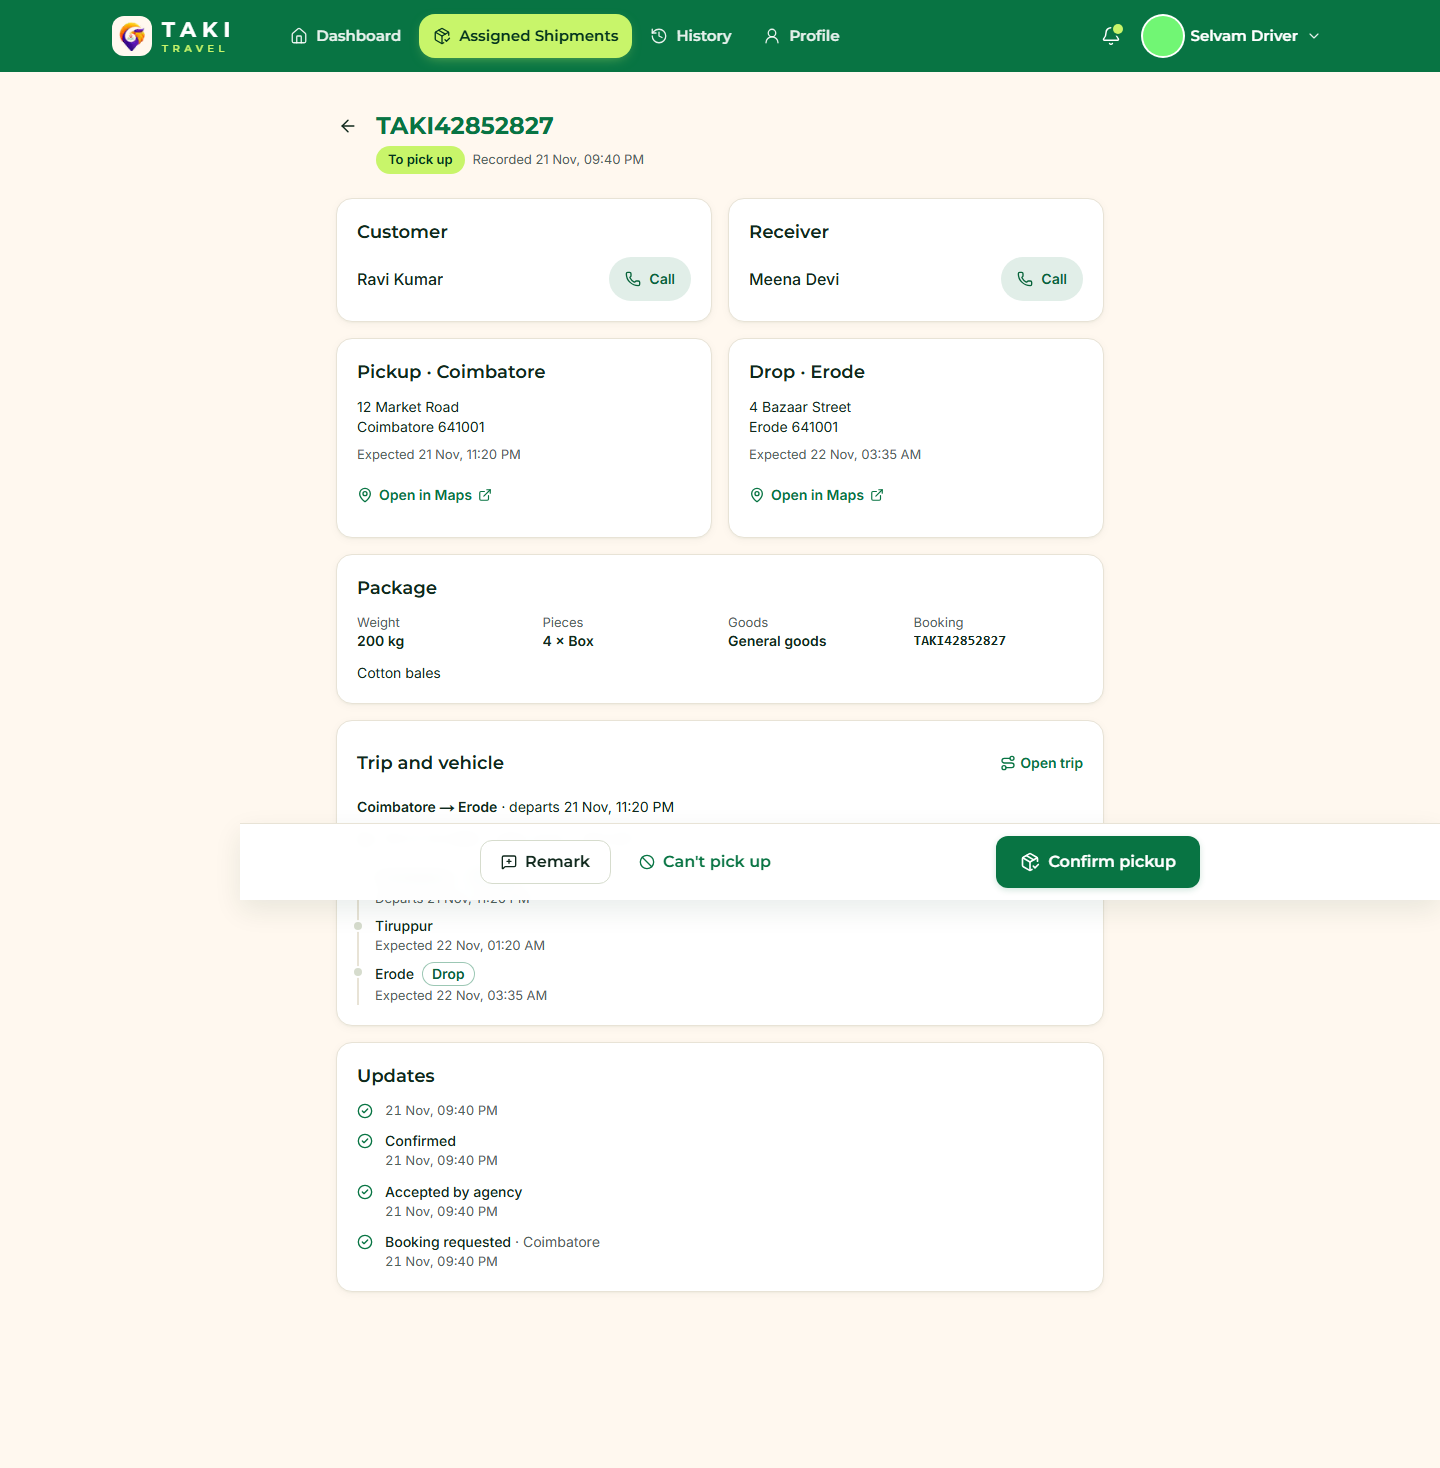 TAKI
TRAVEL
Dashboard
Assigned Shipments
History
Profile
Selvam Driver
TAKI42852827
To pick up
Recorded 21 Nov, 09:40 PM
Customer
Ravi Kumar
Call
Receiver
Meena Devi
Call
Pickup · Coimbatore
12 Market Road
Coimbatore 641001
Expected 21 Nov, 11:20 PM
Open in Maps
Drop · Erode
4 Bazaar Street
Erode 641001
Expected 22 Nov, 03:35 AM
Open in Maps
Package
Weight
200 kg
Pieces
4 × Box
Goods
General goods
Booking
TAKI42852827
Cotton bales
Trip and vehicle
Open trip
Coimbatore → Erode · departs 21 Nov, 11:20 PM
Remark
Can't pick up
Confirm pickup
Departs 21 Nov, 11:20 PM
Tiruppur
Expected 22 Nov, 01:20 AM
Erode Drop
Expected 22 Nov, 03:35 AM
Updates
21 Nov, 09:40 PM
Confirmed
21 Nov, 09:40 PM
Accepted by agency
21 Nov, 09:40 PM
Booking requested · Coimbatore
21 Nov, 09:40 PM